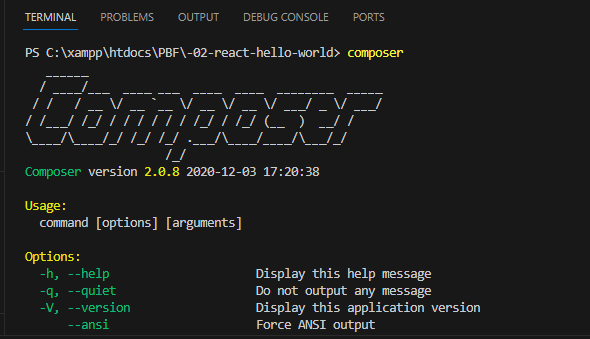 TERMINAL PROBLEMS OUTPUT DEBUG CONSOLE PORTS
PS C:\xampp\htdocs\PBF\-02-react-hello-world> composer
   ______
  / ____/___  ____ ___  ____  ____  ________  _____
 / /   / __ \/ __ `__ \/ __ \/ __ \/ ___/ _ \/ ___/
/ /___/ /_/ / / / / / / /_/ / /_/ (__  )  __/ /
\____/\____/_/ /_/ /_/ .___/\____/____/\___/_/
                    /_/
Composer version 2.0.8 2020-12-03 17:20:38
Usage:
  command [options] [arguments]
Options:
  -h, --help                     Display this help message
  -q, --quiet                    Do not output any message
  -V, --version                  Display this application version
      --ansi                     Force ANSI output